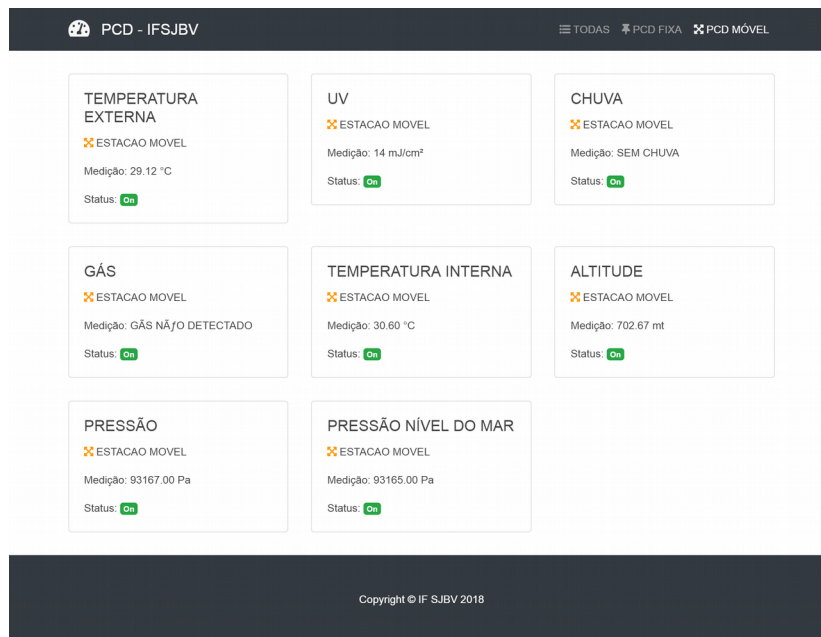 PCD - IFSJBV
TODAS PCD FIXA PCD MÓVEL
TEMPERATURA
EXTERNA
ESTACAO MOVEL
Medição: 29.12 °C
Status: On
UV
ESTACAO MOVEL
Medição: 14 mJ/cm²
Status: On
CHUVA
ESTACAO MOVEL
Medição: SEM CHUVA
Status: On
GÁS
ESTACAO MOVEL
Medição: GÃS NÃƒO DETECTADO
Status: On
TEMPERATURA INTERNA
ESTACAO MOVEL
Medição: 30.60 °C
Status: On
ALTITUDE
ESTACAO MOVEL
Medição: 702.67 mt
Status: On
PRESSÃO
ESTACAO MOVEL
Medição: 93167.00 Pa
Status: On
PRESSÃO NÍVEL DO MAR
ESTACAO MOVEL
Medição: 93165.00 Pa
Status: On
Copyright © IF SJBV 2018